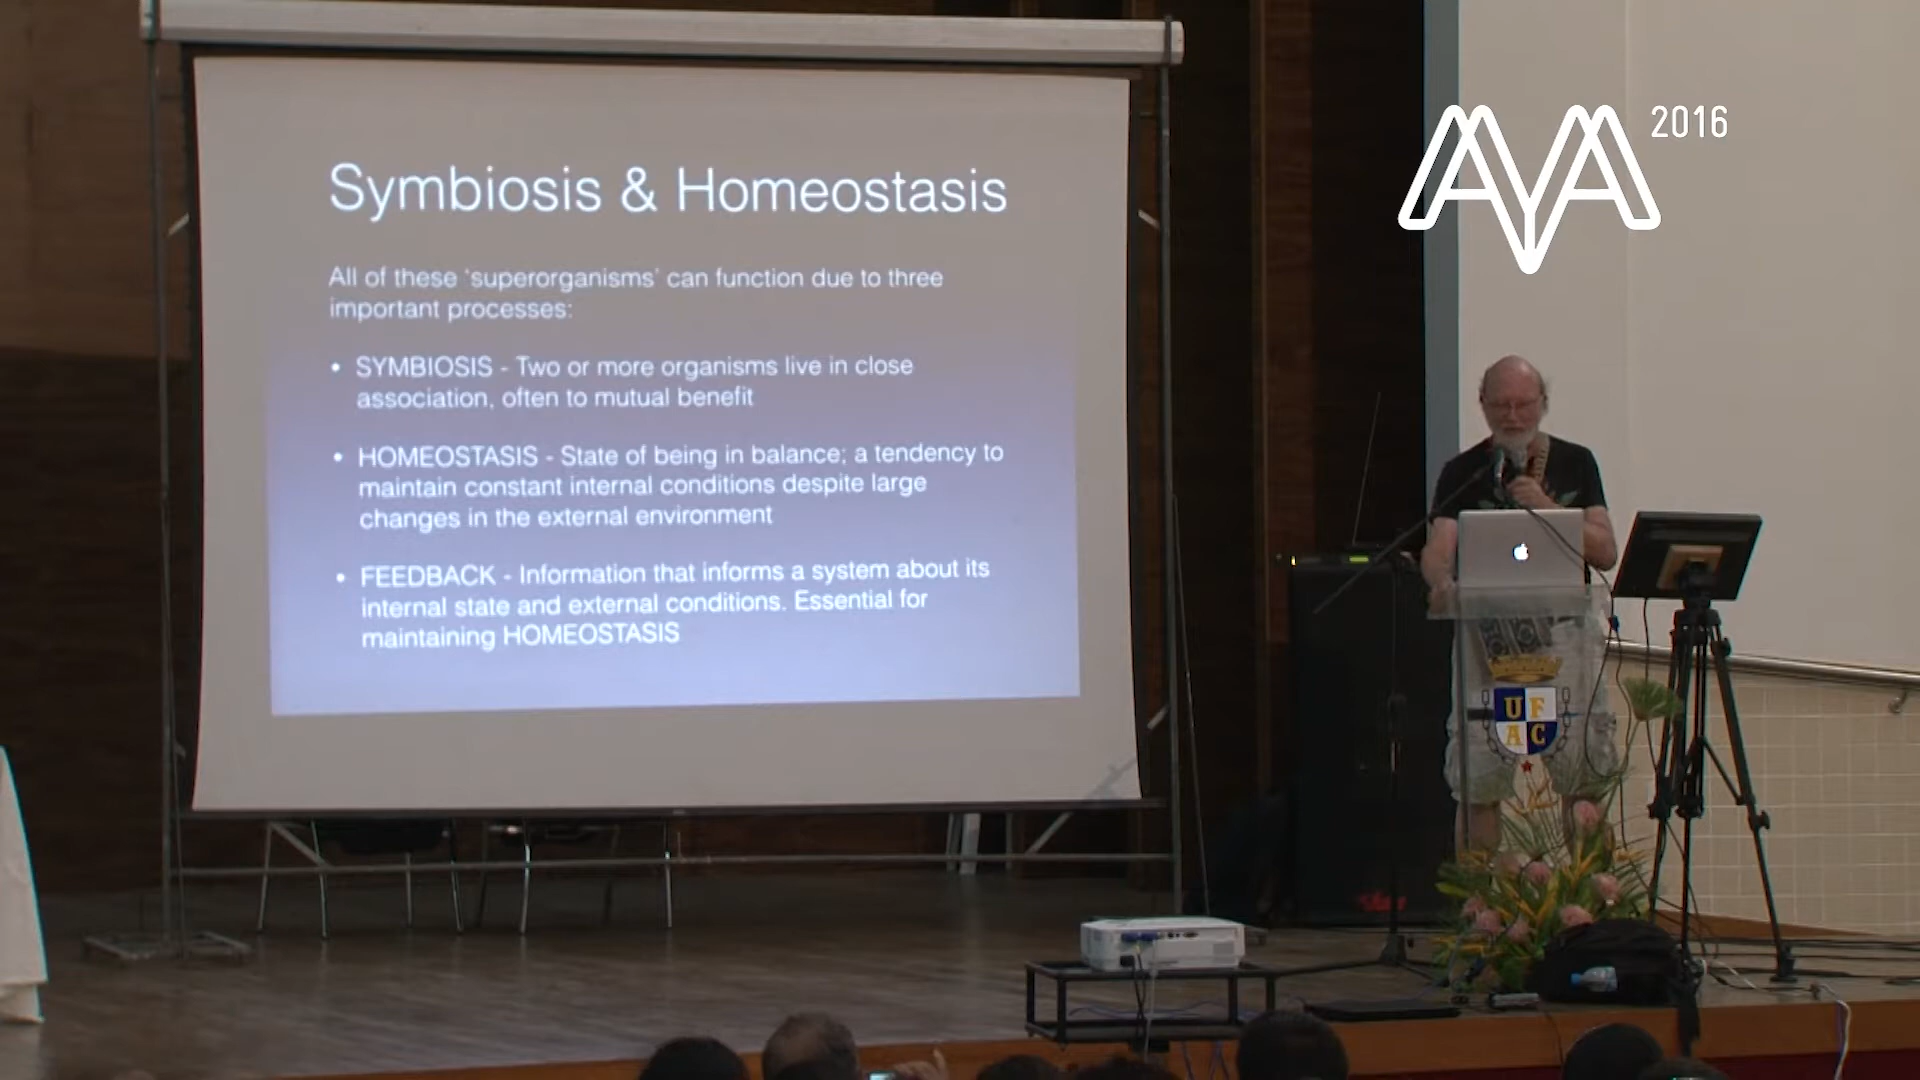 Symbiosis & Homeostasis
All of these 'superorganisms' can function due to three
important processes:
• SYMBIOSIS - Two or more organisms live in close
association, often to mutual benefit
• HOMEOSTASIS - State of being in balance; a tendency to
maintain constant internal conditions despite large
changes in the external environment
• FEEDBACK - Information that informs a system about its
internal state and external conditions. Essential for
maintaining HOMEOSTASIS
AYA 2016
UF
AC